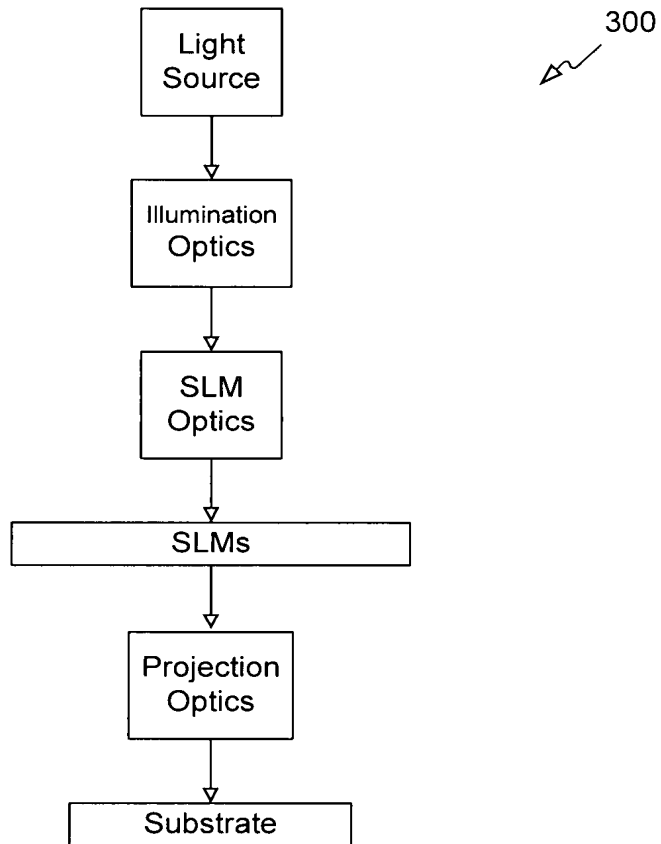 300
Light
Source
Illumination
Optics
SLM
Optics
SLMs
Projection
Optics
Substrate